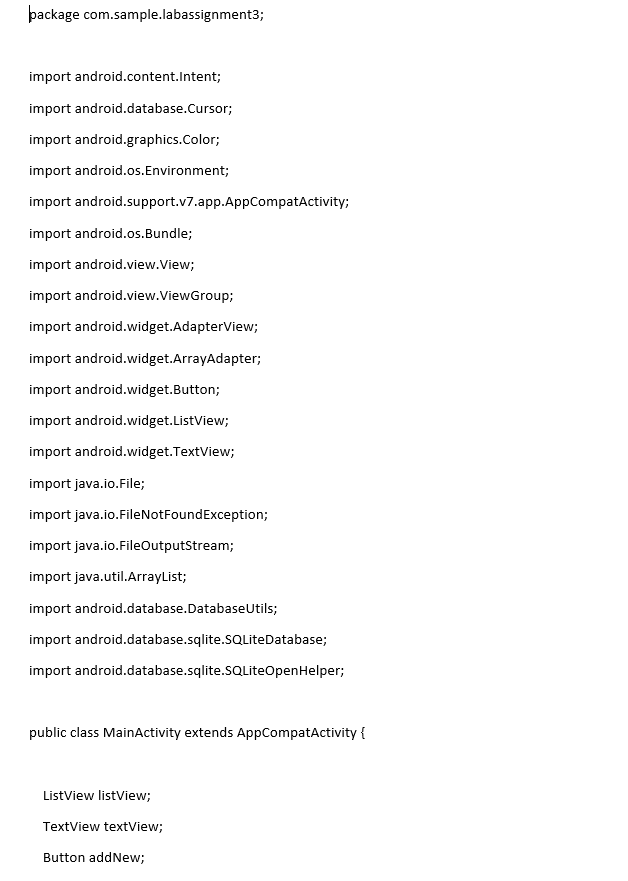 package com.sample.labassignment3;
import android.content.Intent;
import android.database.Cursor;
import android.graphics.Color;
import android.os.Environment;
import android.support.v7.app.AppCompatActivity;
import android.os.Bundle;
import android.view.View;
import android.view.ViewGroup;
import android.widget.AdapterView;
import android.widget.ArrayAdapter;
import android.widget.Button;
import android.widget.ListView;
import android.widget.TextView;
import java.io.File;
import java.io.FileNotFoundException;
import java.io.FileOutputStream;
import java.util.ArrayList;
import android.database.DatabaseUtils;
import android.database.sqlite.SQLiteDatabase;
import android.database.sqlite.SQLiteOpenHelper;
public class MainActivity extends AppCompatActivity {
ListView listView;
TextView textView;
Button addNew;